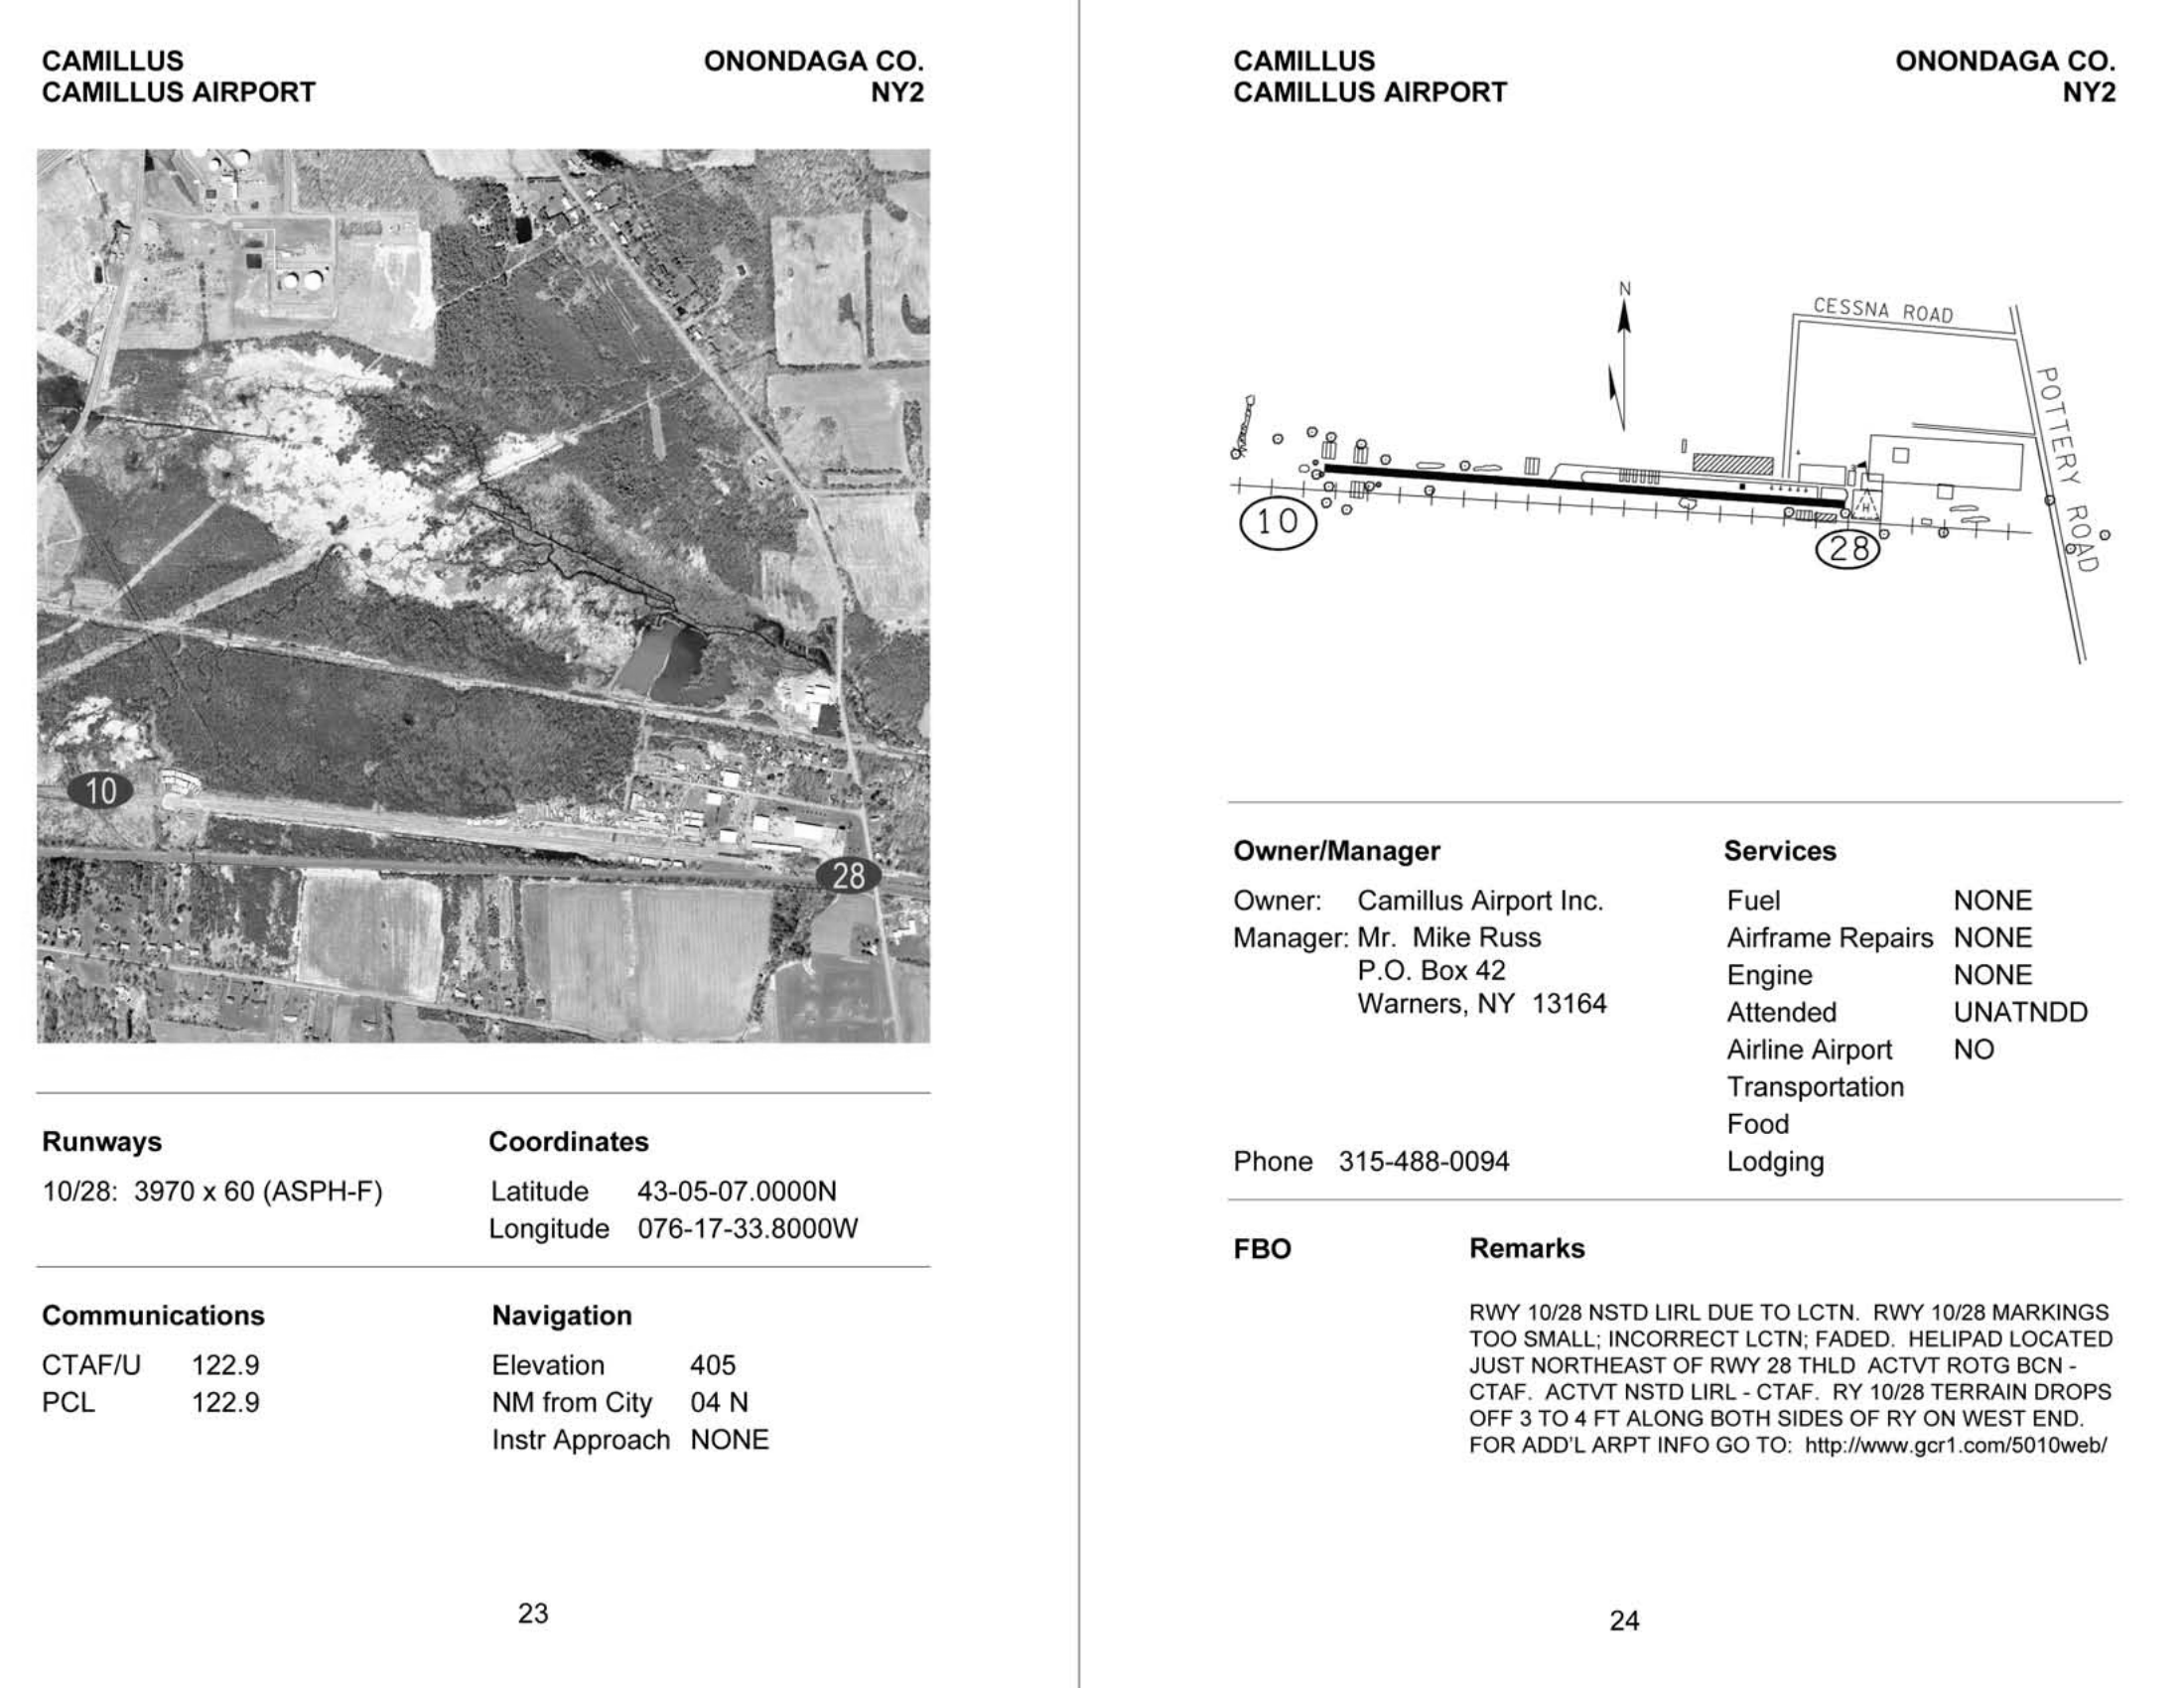 CAMILLUS ONONDAGA CO.
CAMILLUS AIRPORT NY2
10
28
Runways
10/28: 3970 x 60 (ASPH-F)
Coordinates
Latitude 43-05-07.0000N
Longitude 076-17-33.8000W
Communications
CTAF/U 122.9
PCL 122.9
Navigation
Elevation 405
NM from City 04 N
Instr Approach NONE
23
CAMILLUS ONONDAGA CO.
CAMILLUS AIRPORT NY2
N
CESSNA ROAD
POTTERY ROAD
H
10
28
Owner/Manager
Owner: Camillus Airport Inc.
Manager: Mr. Mike Russ
P.O. Box 42
Warners, NY 13164
Phone 315-488-0094
Services
Fuel NONE
Airframe Repairs NONE
Engine NONE
Attended UNATNDD
Airline Airport NO
Transportation
Food
Lodging
FBO
Remarks
RWY 10/28 NSTD LIRL DUE TO LCTN. RWY 10/28 MARKINGS
TOO SMALL; INCORRECT LCTN; FADED. HELIPAD LOCATED
JUST NORTHEAST OF RWY 28 THLD ACTVT ROTG BCN -
CTAF. ACTVT NSTD LIRL - CTAF. RY 10/28 TERRAIN DROPS
OFF 3 TO 4 FT ALONG BOTH SIDES OF RY ON WEST END.
FOR ADD'L ARPT INFO GO TO: http://www.gcr1.com/5010web/
24